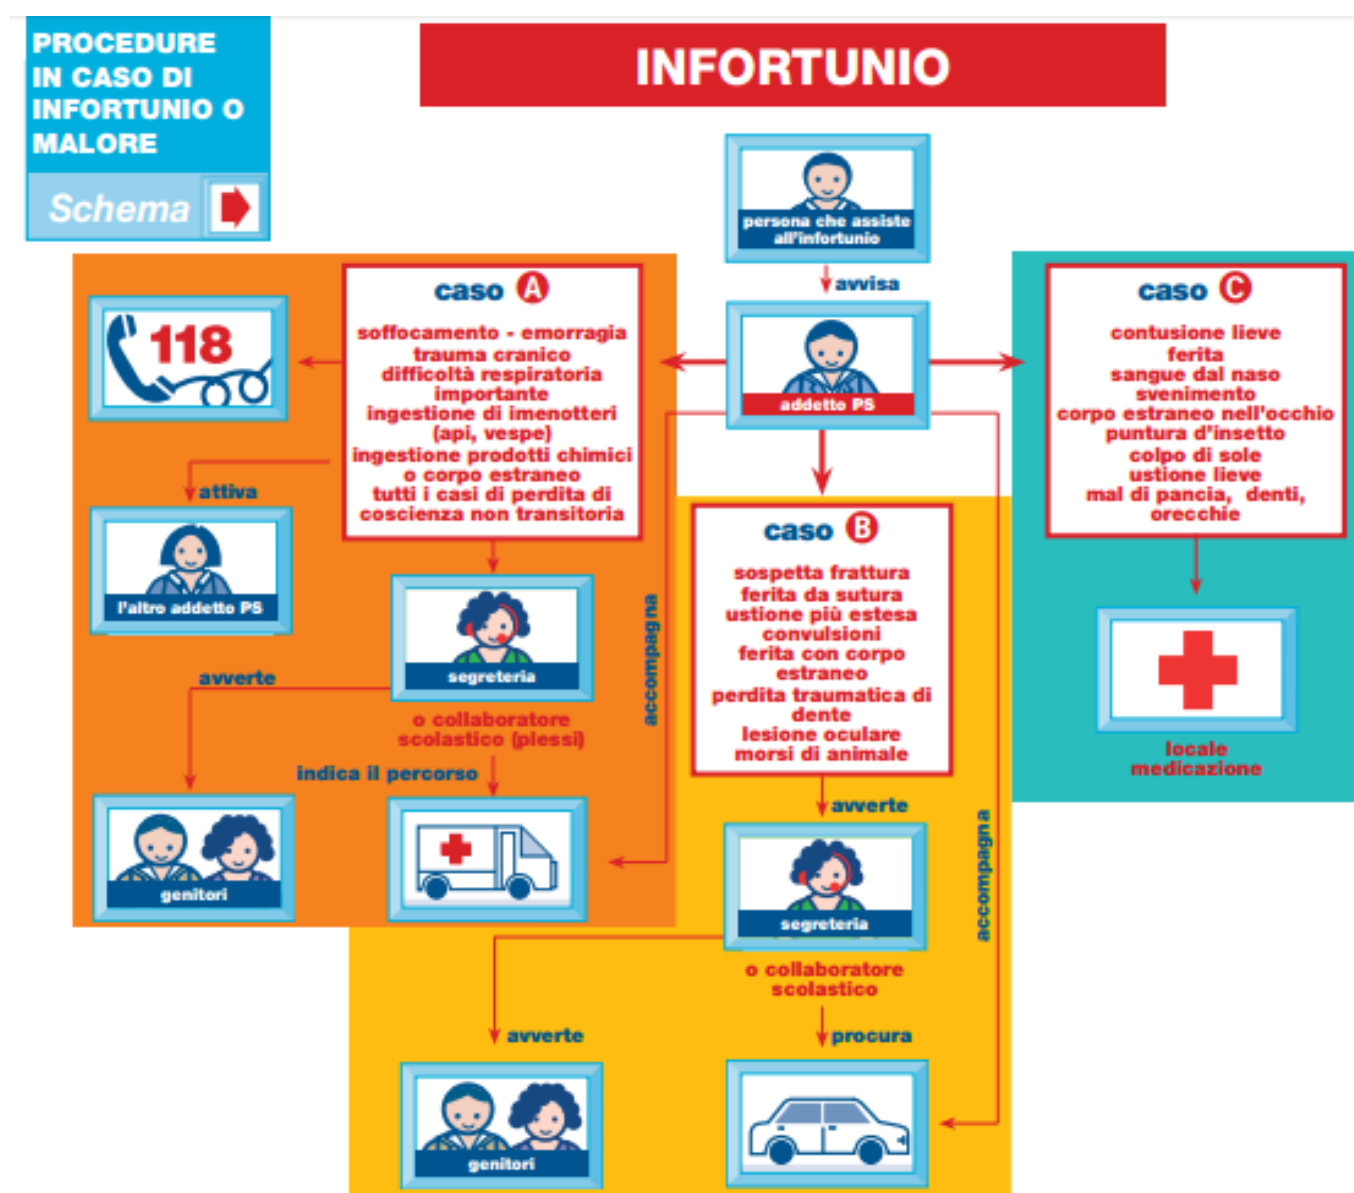 PROCEDURE
IN CASO DI
INFORTUNIO O
MALORE
Schema
INFORTUNIO
persona che assiste
all'infortunio
avvisa
addetto PS
caso A
soffocamento - emorragia
trauma cranico
difficoltà respiratoria
importante
ingestione di imenotteri
(api, vespe)
ingestione prodotti chimici
o corpo estraneo
tutti i casi di perdita di
coscienza non transitoria
118
attiva
l'altro addetto PS
segreteria
o collaboratore
scolastico (plessi)
avverte
genitori
indica il percorso
accompagna
caso B
sospetta frattura
ferita da sutura
ustione più estesa
convulsioni
ferita con corpo
estraneo
perdita traumatica di
dente
lesione oculare
morsi di animale
avverte
segreteria
o collaboratore
scolastico
avverte
genitori
procura
accompagna
caso C
contusione lieve
ferita
sangue dal naso
svenimento
corpo estraneo nell'occhio
puntura d'insetto
colpo di sole
ustione lieve
mal di pancia, denti,
orecchie
locale
medicazione